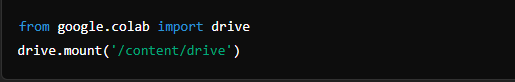 from google.colab import drive
drive.mount('/content/drive')